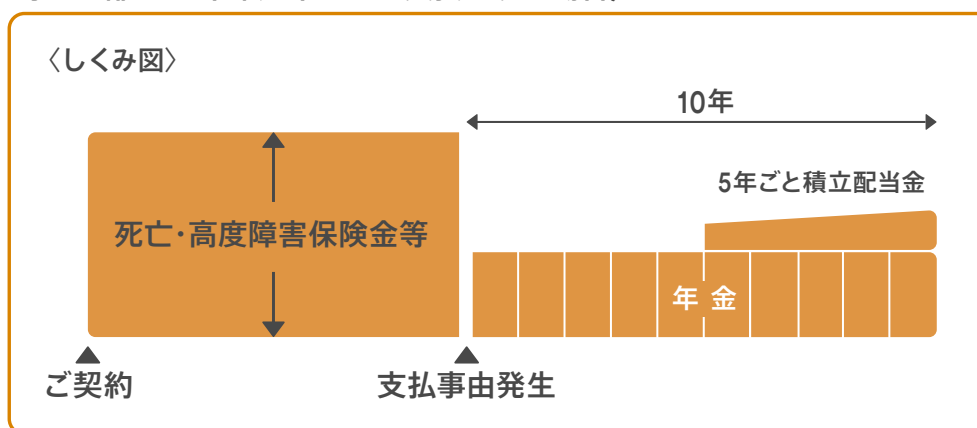 〈しくみ図〉
10年
5年ごと積立配当金
死亡・高度障害保険金等
年金
ご契約
支払事由発生